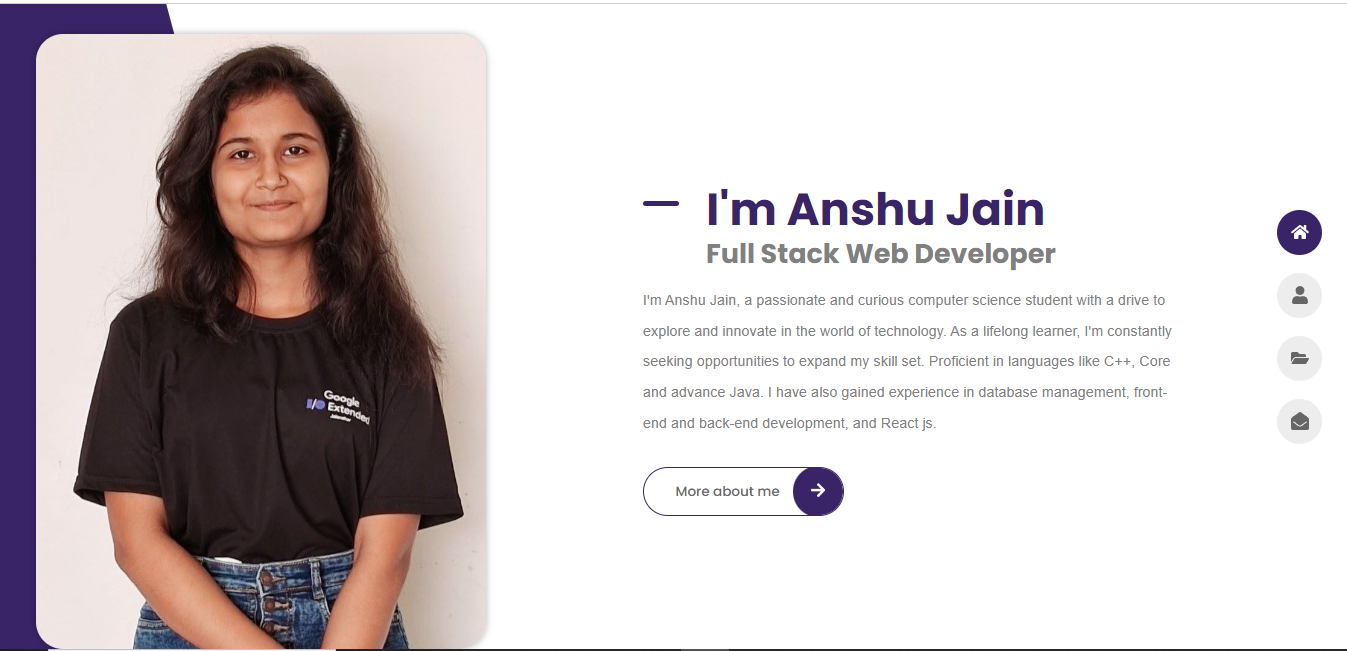 I'm Anshu Jain
Full Stack Web Developer
I'm Anshu Jain, a passionate and curious computer science student with a drive to
explore and innovate in the world of technology. As a lifelong learner, I'm constantly
seeking opportunities to expand my skill set. Proficient in languages like C++, Core
and advance Java. I have also gained experience in database management, front-
end and back-end development, and React js.
More about me
Google
I/O Extended
Jalandhar